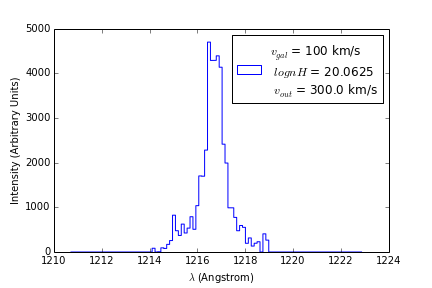 5000
4000
3000
2000
1000
0
Intensity (Arbitrary Units)
v_gal = 100 km/s
lognH = 20.0625
v_out = 300.0 km/s
1210 1212 1214 1216 1218 1220 1222 1224
λ (Angstrom)